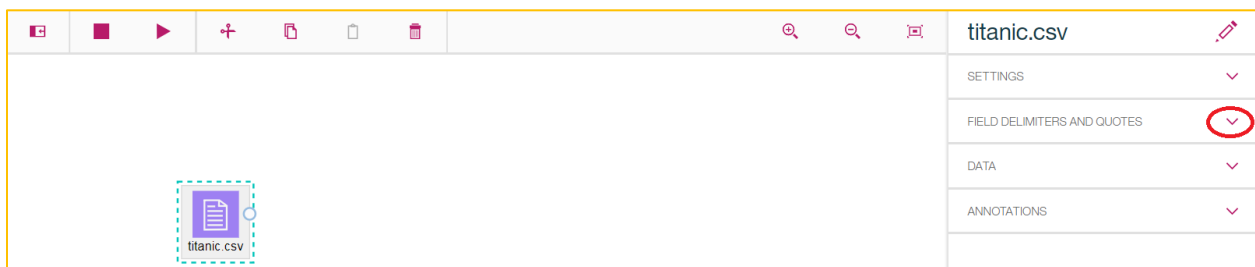 titanic.csv
SETTINGS
FIELD DELIMITERS AND QUOTES
DATA
ANNOTATIONS
titanic.csv